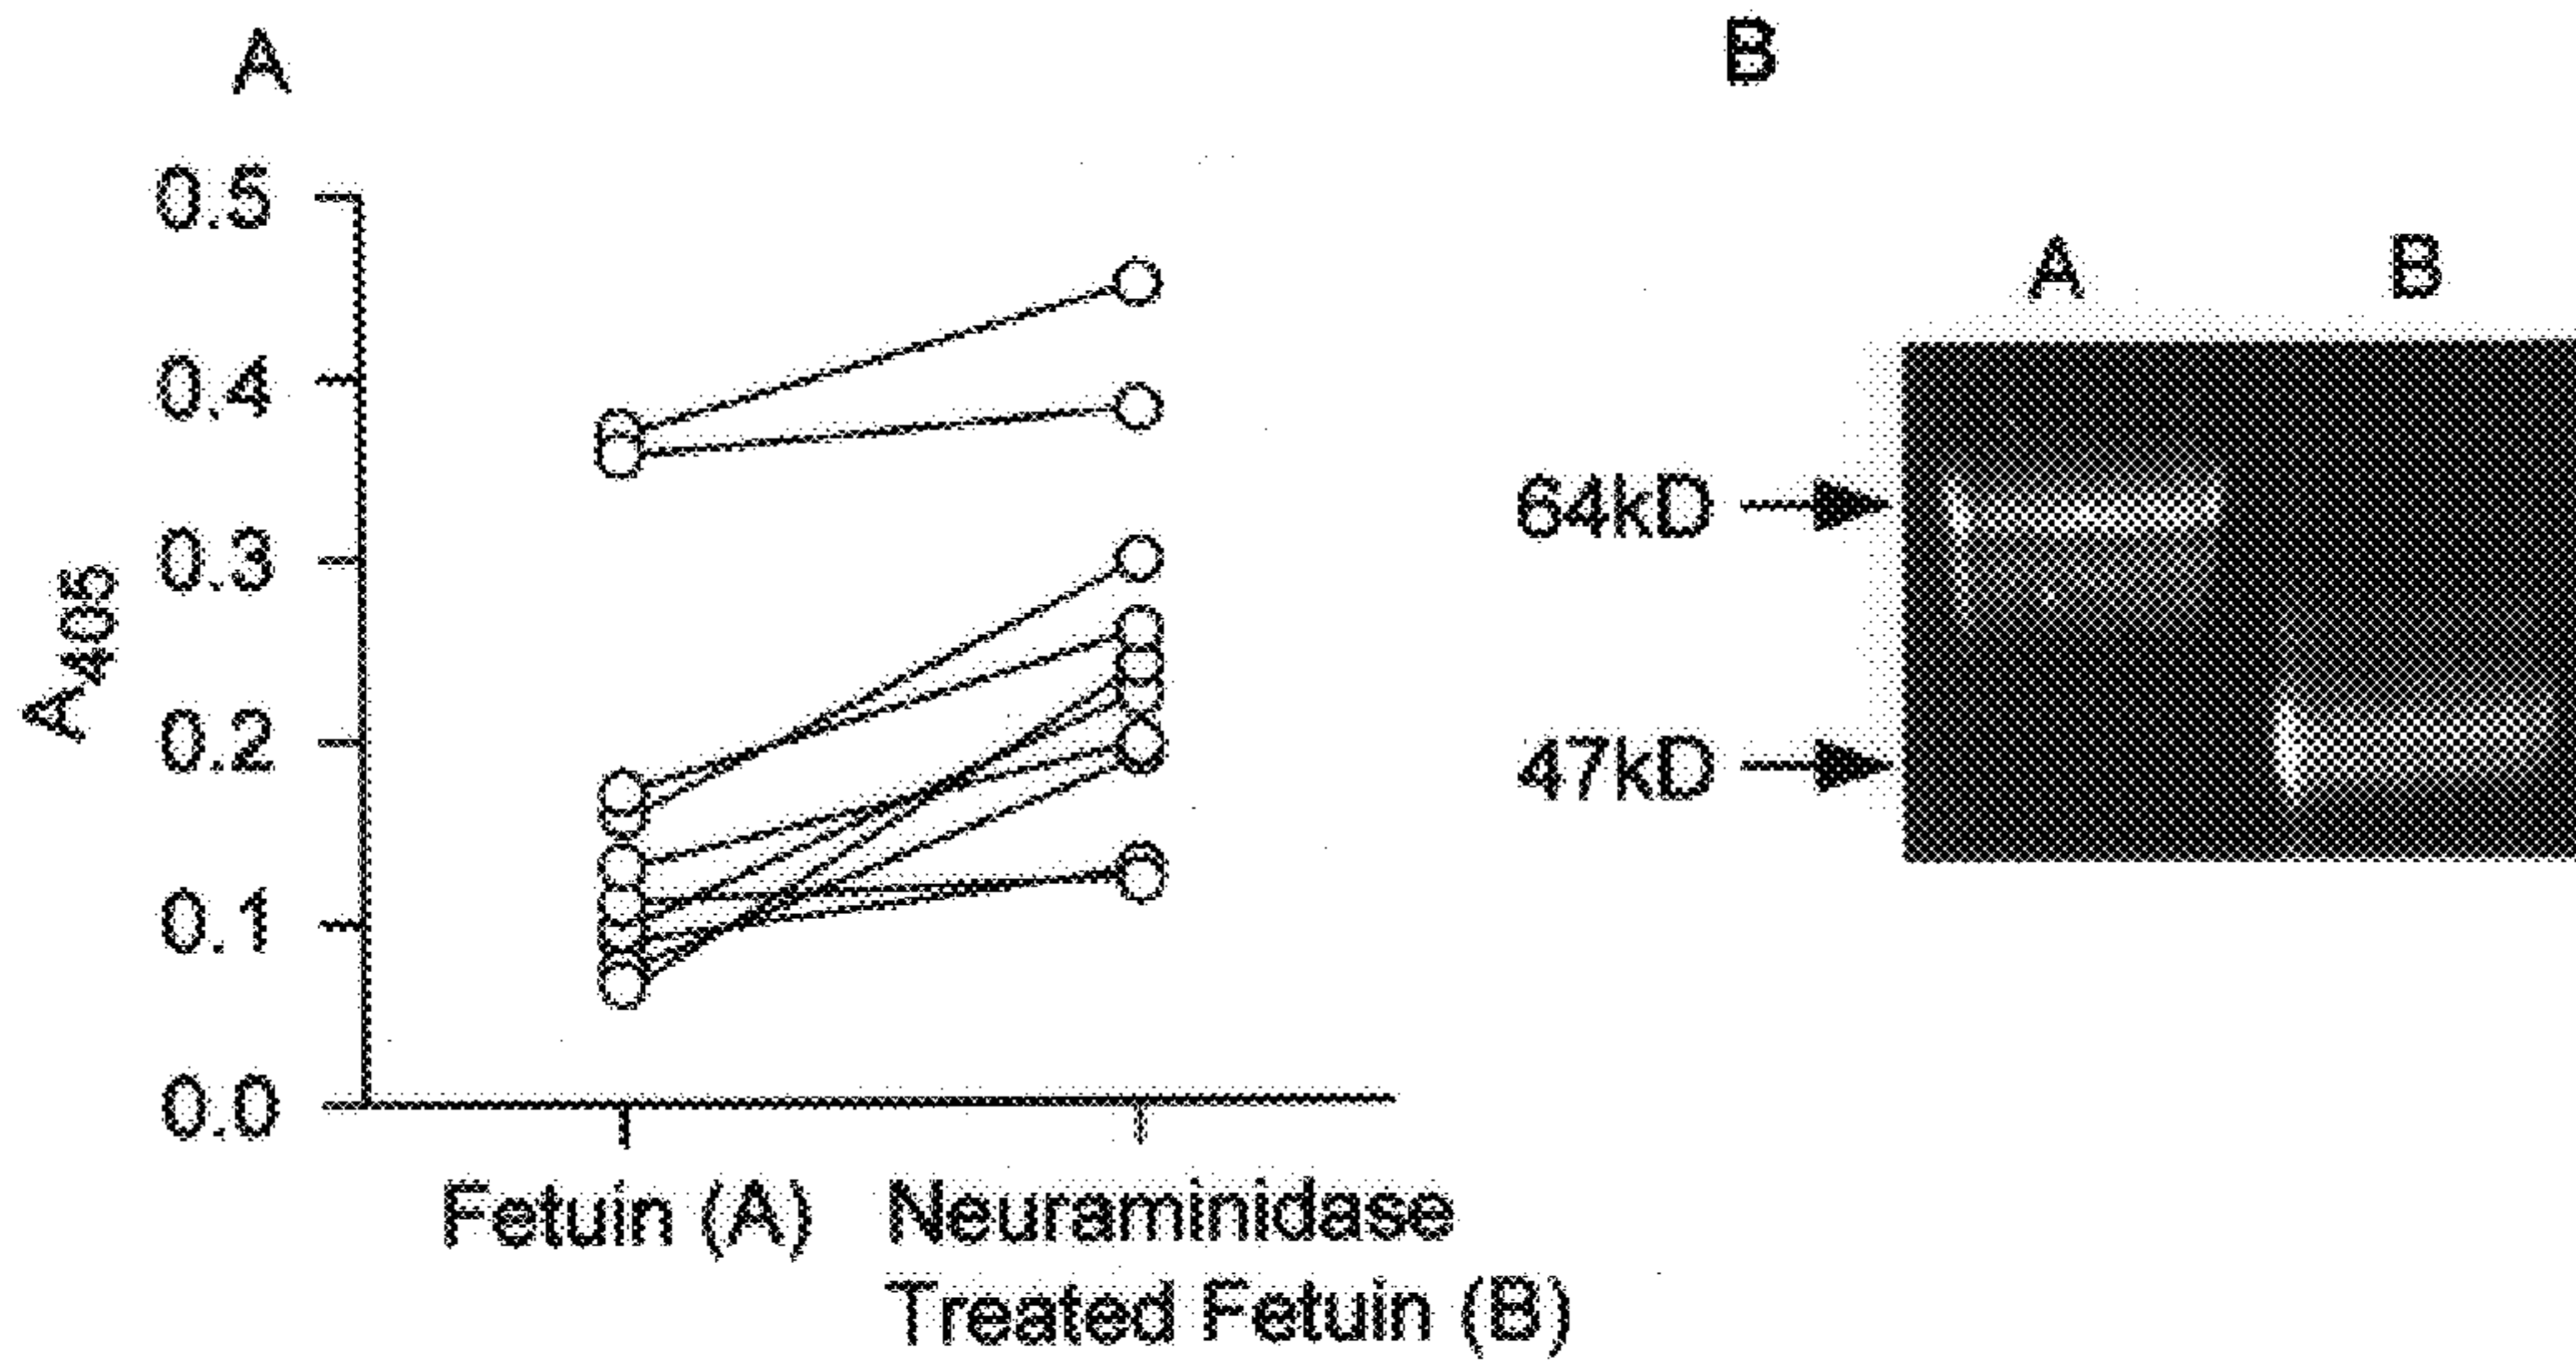 A
B
0.5
0.4
0.3
0.2
0.1
0.0
A405
Fetuin (A)
Neuraminidase
Treated Fetuin (B)
A
B
64kD
47kD